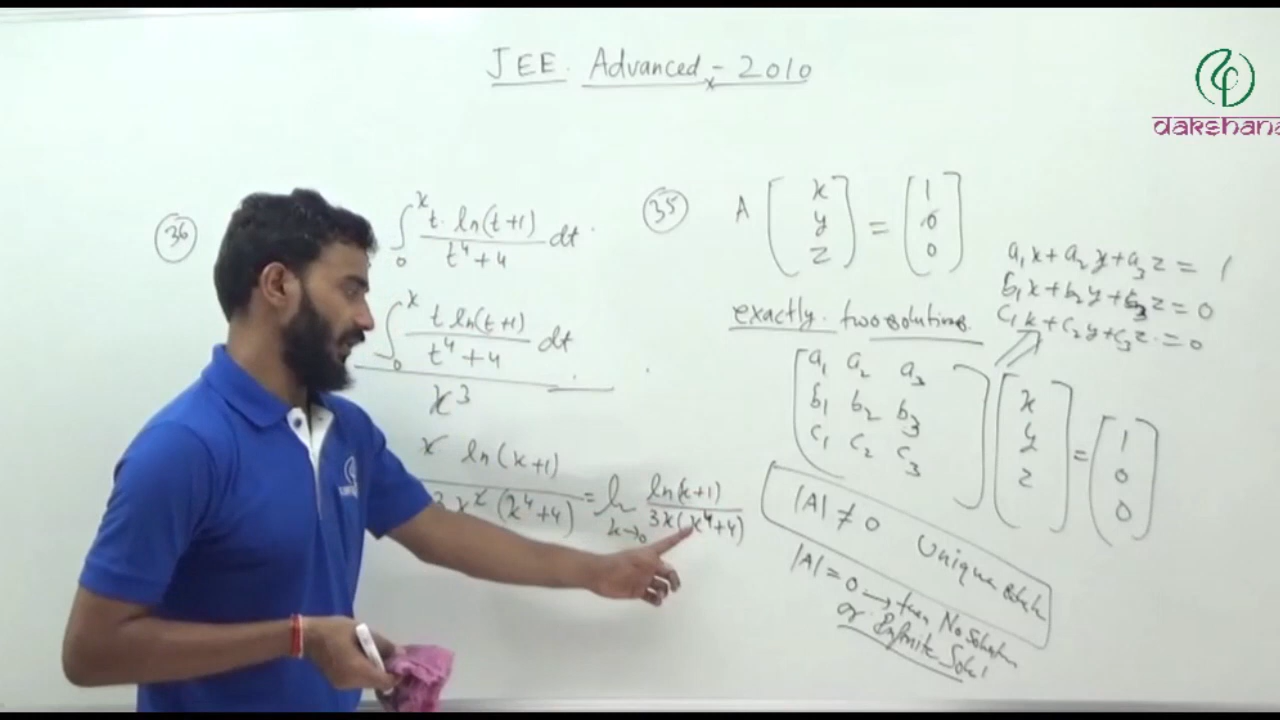 JEE Advanced - 2010
dakshana
(36)
∫₀ˣ t. ln(t+1) / t⁴+4 dt
∫₀ˣ t ln(t+1) / t⁴+4 dt
x³
x ln(x+1)
3x² (x⁴+4)
= lim x→0 ln(x+1) / 3x(x⁴+4)
(35)
A [x y z] = [1 0 0]
a₁x+a₂y+a₃z = 1
b₁x+b₂y+b₃z = 0
c₁x+c₂y+c₃z = 0
exactly two solutions.
[a₁ a₂ a₃
b₁ b₂ b₃
c₁ c₂ c₃] [x y z] = [1 0 0]
|A| ≠ 0 Unique
|A| = 0 → then No solution
or Infinite Sol